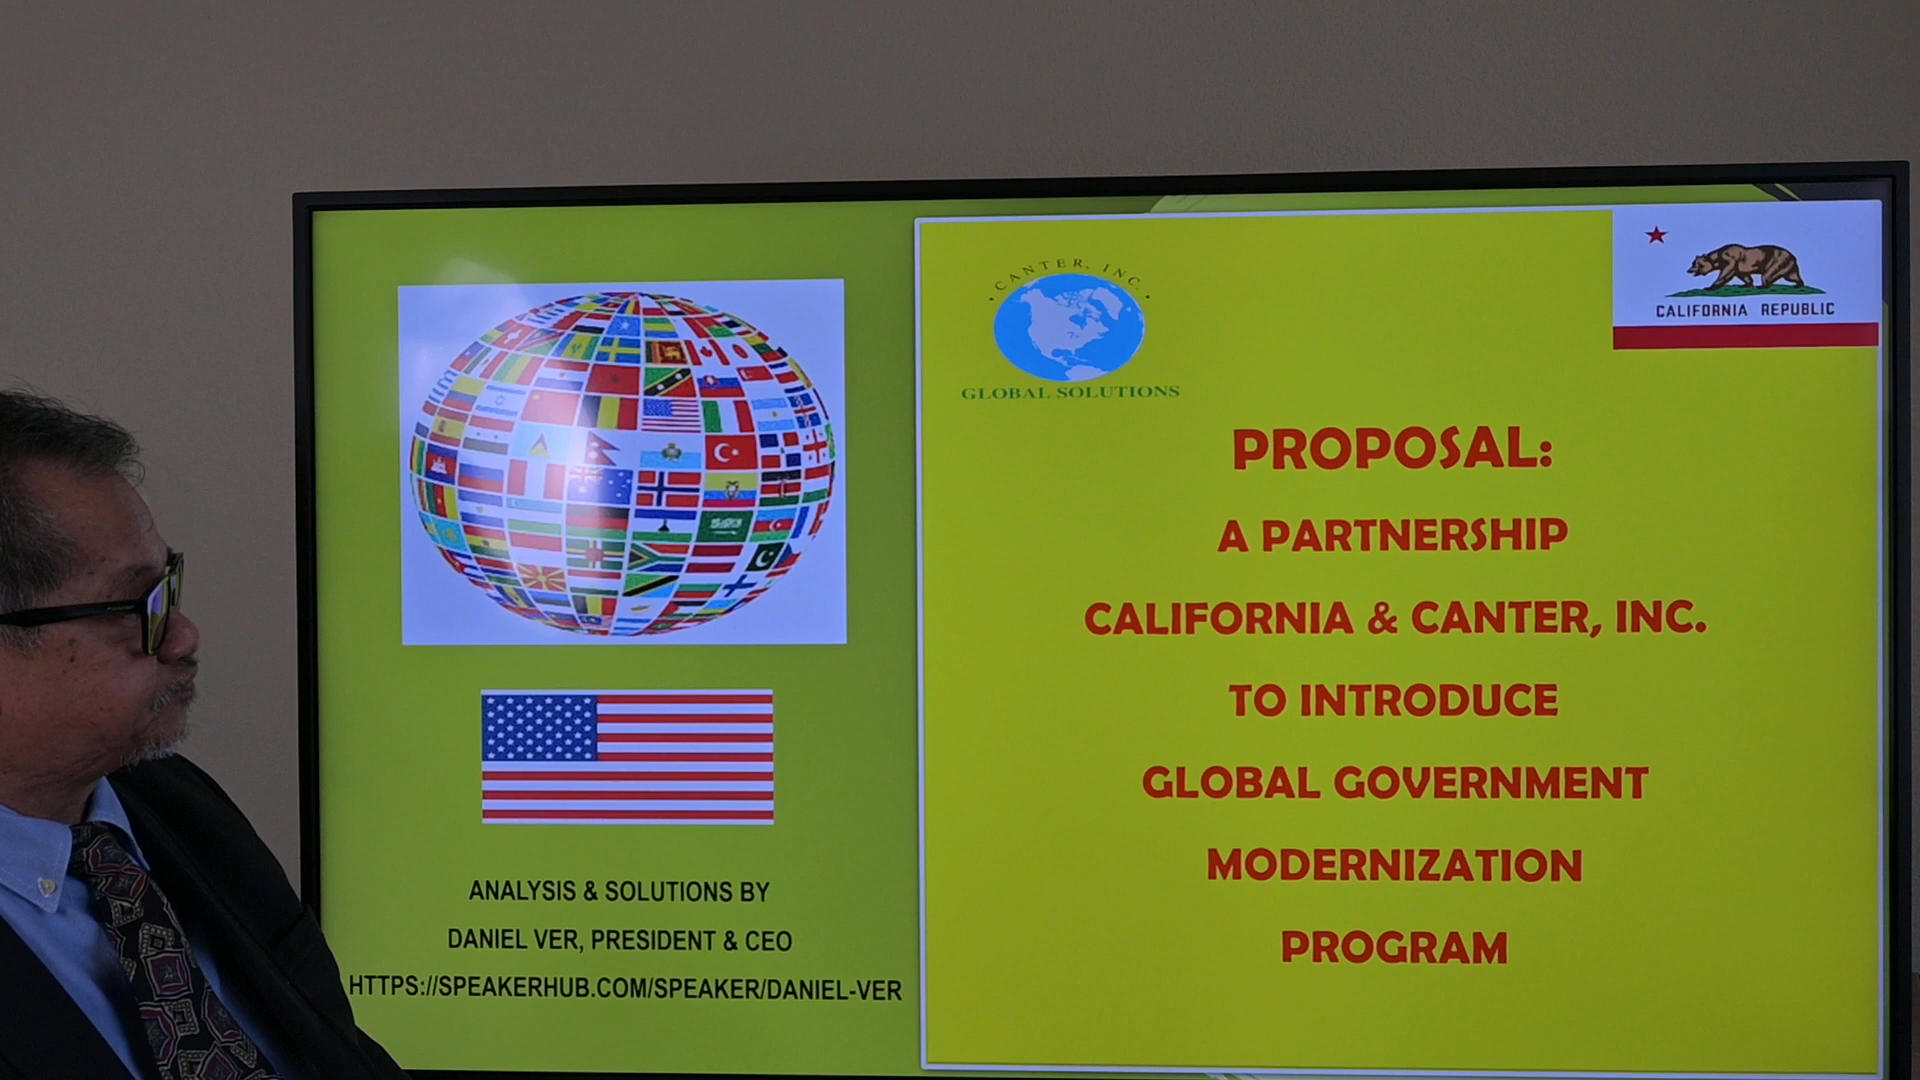 ANALYSIS & SOLUTIONS BY
DANIEL VER, PRESIDENT & CEO
HTTPS://SPEAKERHUB.COM/SPEAKER/DANIEL-VER
• CANTER, INC. •
GLOBAL SOLUTIONS
CALIFORNIA REPUBLIC
PROPOSAL:
A PARTNERSHIP
CALIFORNIA & CANTER, INC.
TO INTRODUCE
GLOBAL GOVERNMENT
MODERNIZATION
PROGRAM